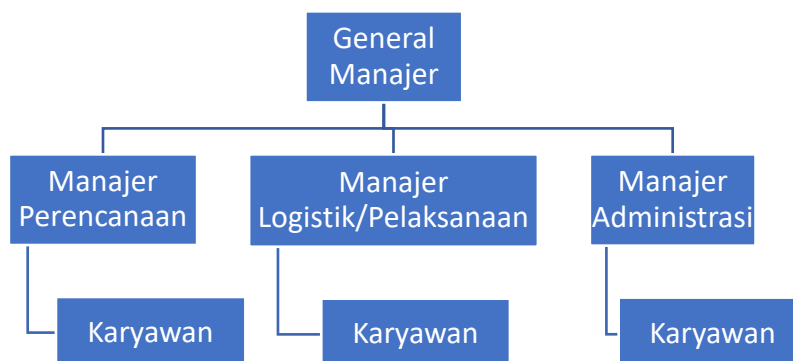 General
Manajer
Manajer
Perencanaan
Manajer
Logistik/Pelaksanaan
Manajer
Administrasi
Karyawan
Karyawan
Karyawan